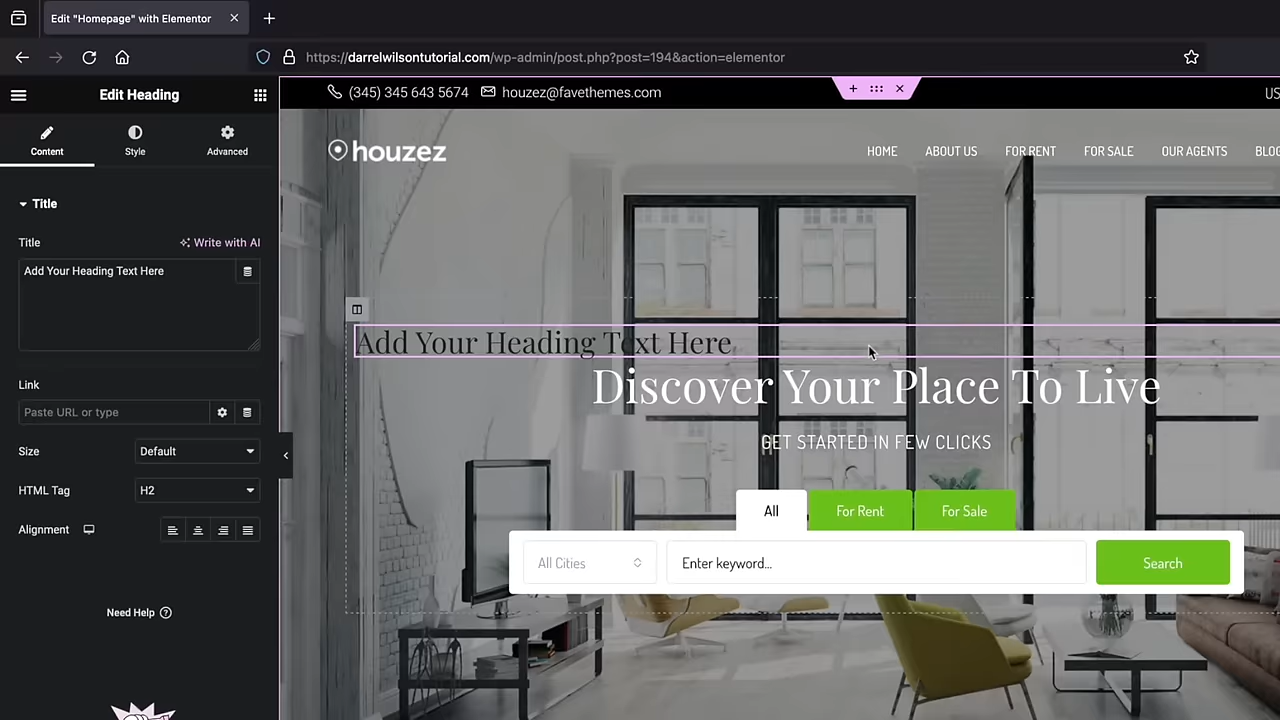 Edit "Homepage" with Elementor
https://darrelwilsontutorial.com/wp-admin/post.php?post=194&action=elementor
Edit Heading
Content
Style
Advanced
Title
Title
Write with AI
Add Your Heading Text Here
Link
Paste URL or type
Size
Default
HTML Tag
H2
Alignment
Need Help
(345) 345 643 5674
houzez@favethemes.com
US
houzez
HOME
ABOUT US
FOR RENT
FOR SALE
OUR AGENTS
BLOG
Add Your Heading Text Here
Discover Your Place To Live
GET STARTED IN FEW CLICKS
All
For Rent
For Sale
All Cities
Enter keyword...
Search